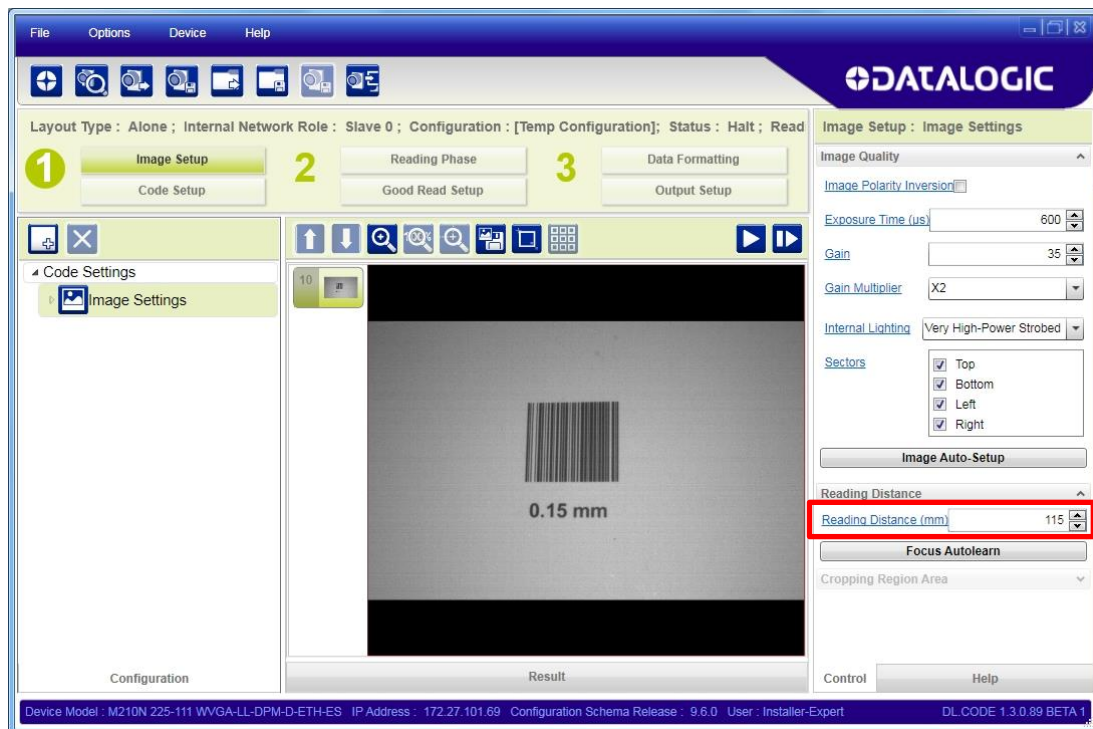 File Options Device Help
DATALOGIC
Layout Type : Alone ; Internal Network Role : Slave 0 ; Configuration : [Temp Configuration]; Status : Halt ; Read
1 Image Setup 2 Reading Phase 3 Data Formatting
Code Setup Good Read Setup Output Setup
Code Settings
Image Settings
100%
10
0.15 mm
Configuration
Result
Image Setup : Image Settings
Image Quality
Image Polarity Inversion
Exposure Time (µs) 600
Gain 35
Gain Multiplier X2
Internal Lighting Very High-Power Strobed
Sectors Top
Bottom
Left
Right
Image Auto-Setup
Reading Distance
Reading Distance (mm) 115
Focus Autolearn
Cropping Region Area
Control Help
Device Model : M210N 225-111 WVGA-LL-DPM-D-ETH-ES IP Address : 172.27.101.69 Configuration Schema Release : 9.6.0 User : Installer-Expert DL.CODE 1.3.0.89 BETA 1